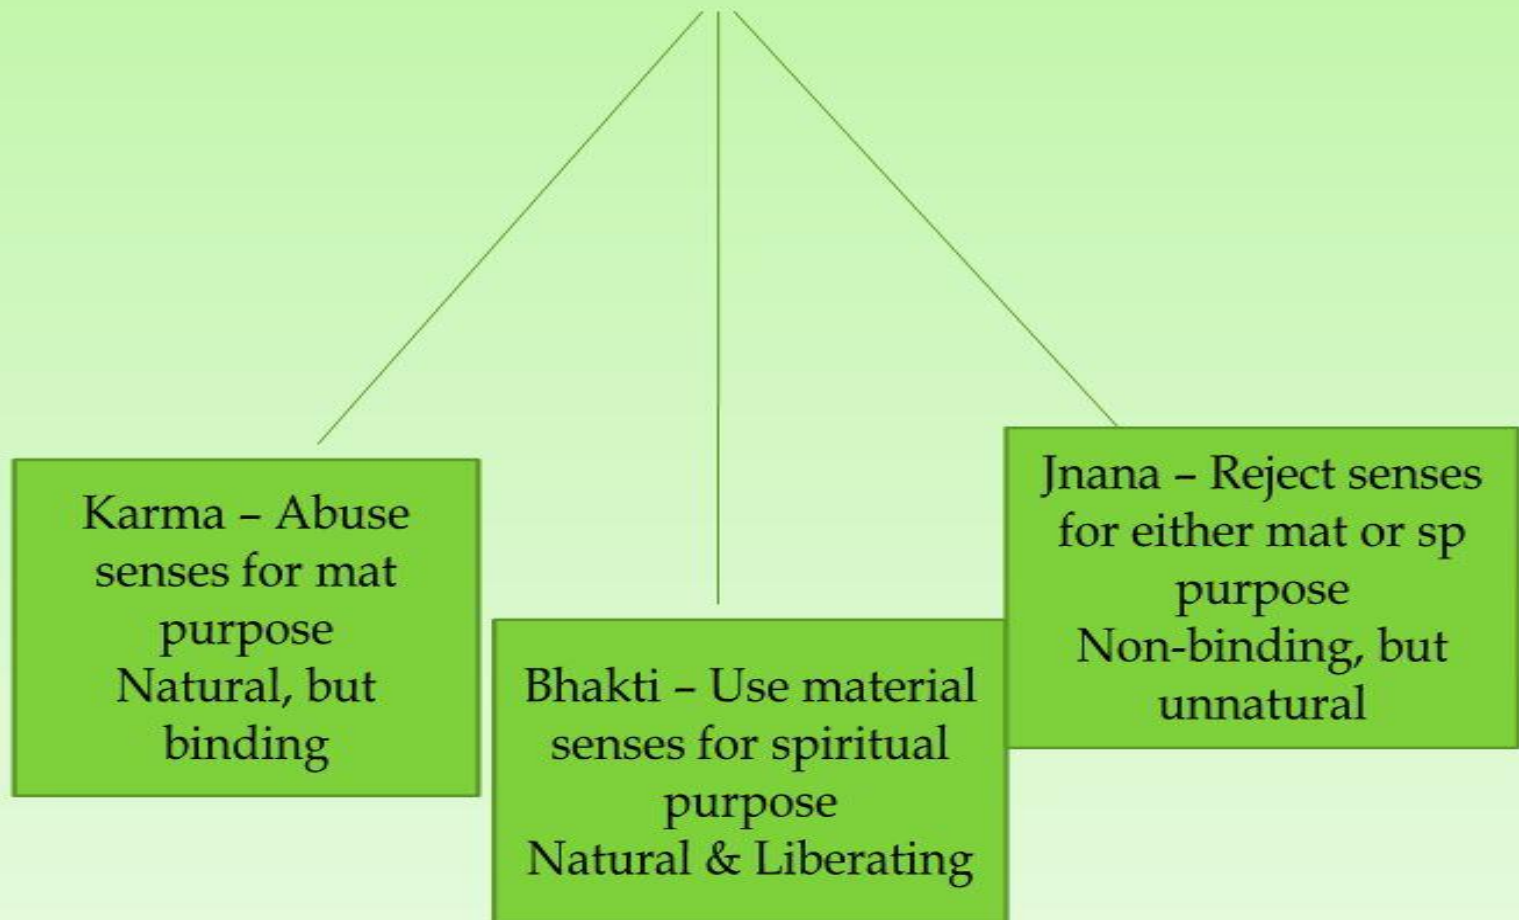 Karma – Abuse
senses for mat
purpose
Natural, but
binding
Bhakti – Use material
senses for spiritual
purpose
Natural & Liberating
Jnana – Reject senses
for either mat or sp
purpose
Non-binding, but
unnatural